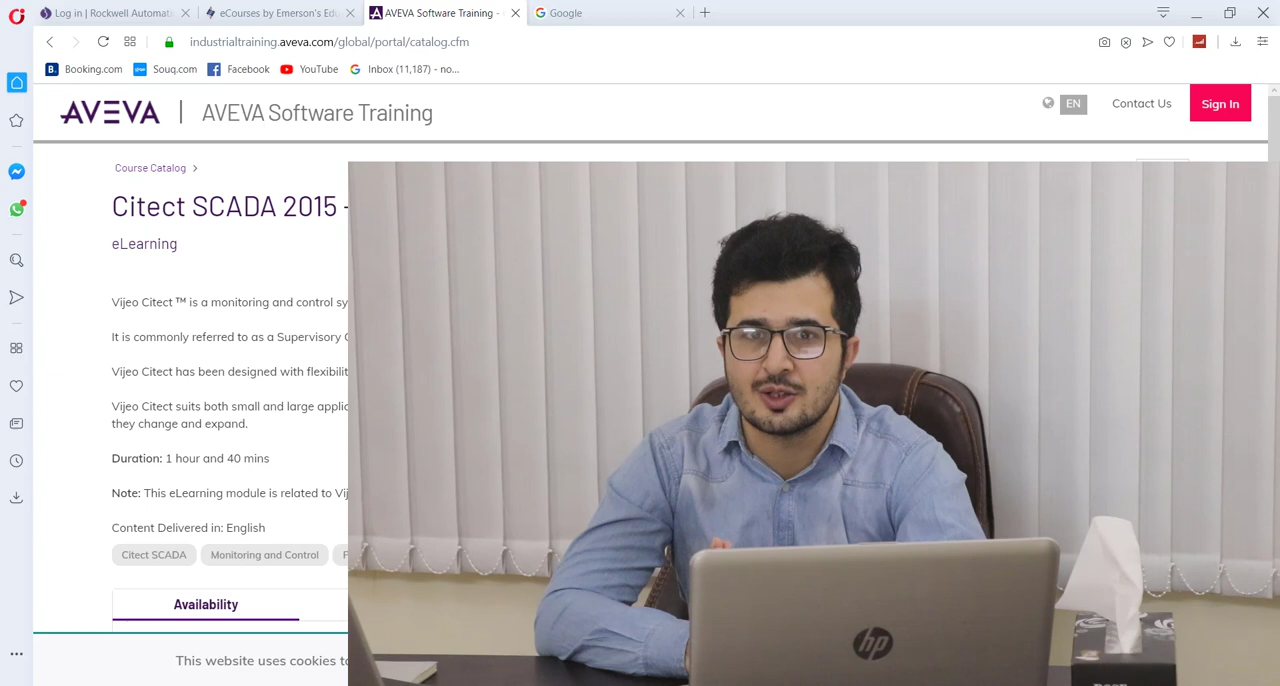 Log in | Rockwell Automati
eCourses by Emerson's Edu
AVEVA Software Training -
Google
industrialtraining.aveva.com/global/portal/catalog.cfm
Booking.com
Souq.com
Facebook
YouTube
Inbox (11,187) - no...
AVEVA
AVEVA Software Training
EN
Contact Us
Sign In
Course Catalog >
Citect SCADA 2015 -
eLearning
Vijeo Citect ™ is a monitoring and control sy
It is commonly referred to as a Supervisory C
Vijeo Citect has been designed with flexibilit
Vijeo Citect suits both small and large applic
they change and expand.
Duration: 1 hour and 40 mins
Note: This eLearning module is related to Vij
Content Delivered in: English
Citect SCADA
Monitoring and Control
Availability
This website uses cookies to
hp